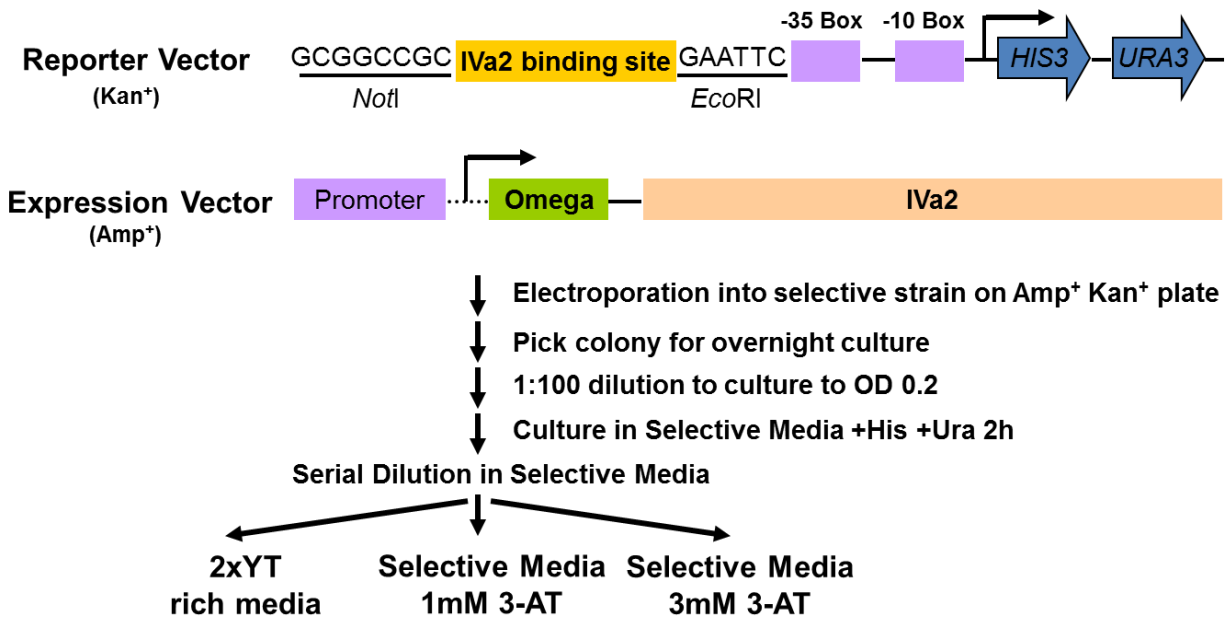 -35 Box -10 Box
Reporter Vector GCGGCCGC IVa2 binding site GAATTC HIS3 URA3
(Kan⁺) NotI EcoRI
Expression Vector Promoter Omega IVa2
(Amp⁺)
Electroporation into selective strain on Amp⁺ Kan⁺ plate
Pick colony for overnight culture
1:100 dilution to culture to OD 0.2
Culture in Selective Media +His +Ura 2h
Serial Dilution in Selective Media
2xYT Selective Media Selective Media
rich media 1mM 3-AT 3mM 3-AT